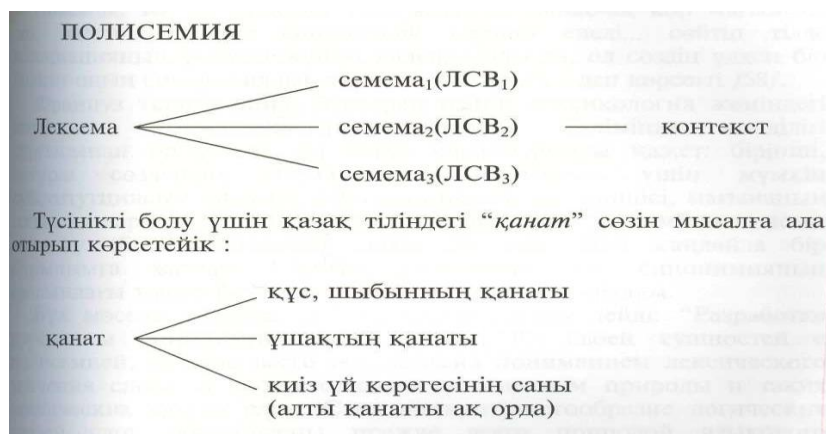 ПОЛИСЕМИЯ
семема₁(ЛСВ₁)
Лексема семема₂(ЛСВ₂) контекст
семема₃(ЛСВ₃)
Түсінікті болу үшін қазақ тіліндегі “қанат” сөзін мысалға ала
отырып көрсетейік :
құс, шыбынның қанаты
қанат ұшақтың қанаты
киіз үй керегесінің саны
(алты қанатты ақ орда)